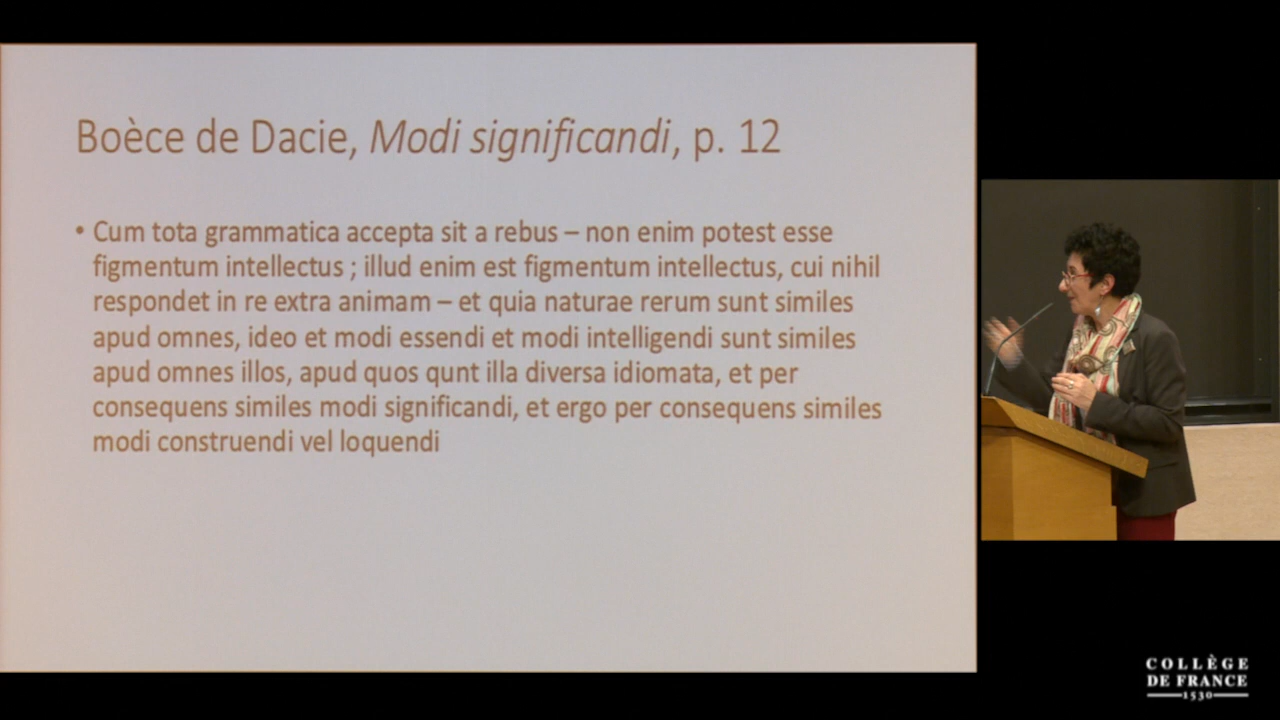 Boèce de Dacie, Modi significandi, p. 12
• Cum tota grammatica accepta sit a rebus – non enim potest esse
figmentum intellectus ; illud enim est figmentum intellectus, cui nihil
respondet in re extra animam – et quia naturae rerum sunt similes
apud omnes, ideo et modi essendi et modi intelligendi sunt similes
apud omnes illos, apud quos qunt illa diversa idiomata, et per
consequens similes modi significandi, et ergo per consequens similes
modi construendi vel loquendi
COLLÈGE
DE FRANCE
1530